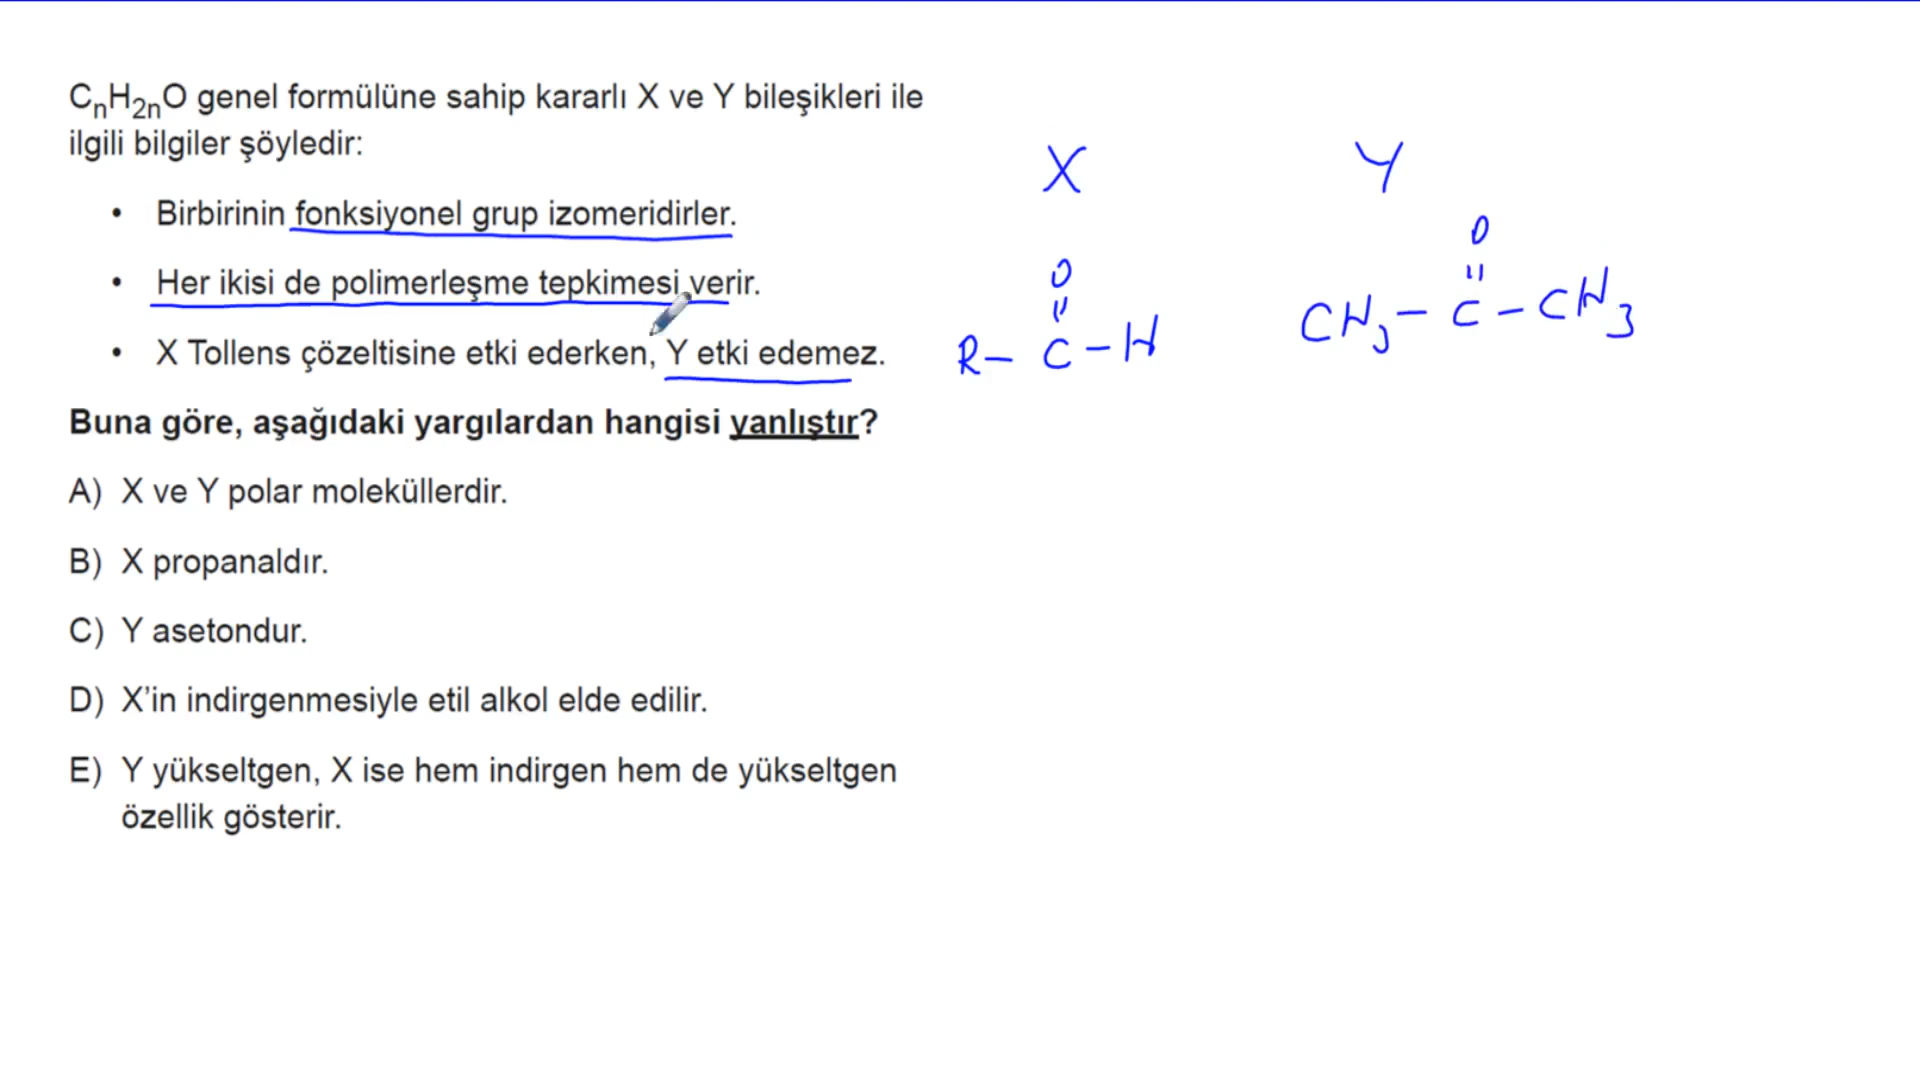 CnH2nO genel formülüne sahip kararlı X ve Y bileşikleri ile
ilgili bilgiler şöyledir:
• Birbirinin fonksiyonel grup izomeridirler.
• Her ikisi de polimerleşme tepkimesi verir.
• X Tollens çözeltisine etki ederken, Y etki edemez.
Buna göre, aşağıdaki yargılardan hangisi yanlıştır?
A) X ve Y polar moleküllerdir.
B) X propanaldır.
C) Y asetondur.
D) X’in indirgenmesiyle etil alkol elde edilir.
E) Y yükseltgen, X ise hem indirgen hem de yükseltgen
özellik gösterir.
X
O
"
R- C-H
Y
O
"
CH3- C-CH3